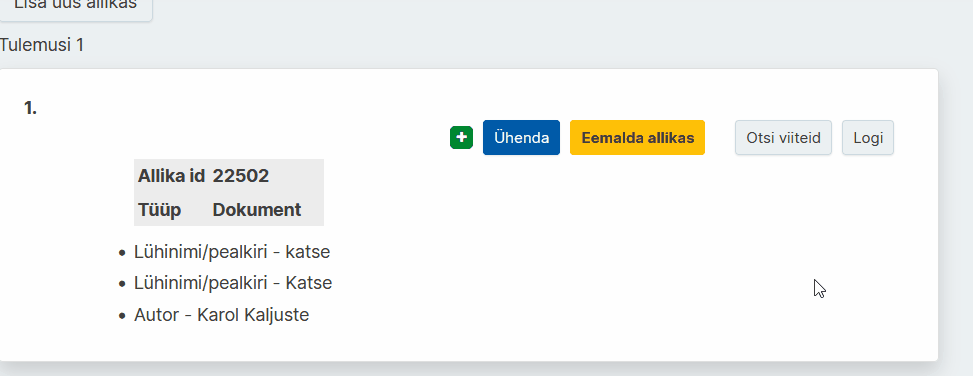 Lisa uus allikas
Tulemusi 1
1.
Ühenda
Eemalda allikas
Otsi viiteid
Logi
Allika id 22502
Tüüp Dokument
• Lühinimi/pealkiri - katse
• Lühinimi/pealkiri - Katse
• Autor - Karol Kaljuste